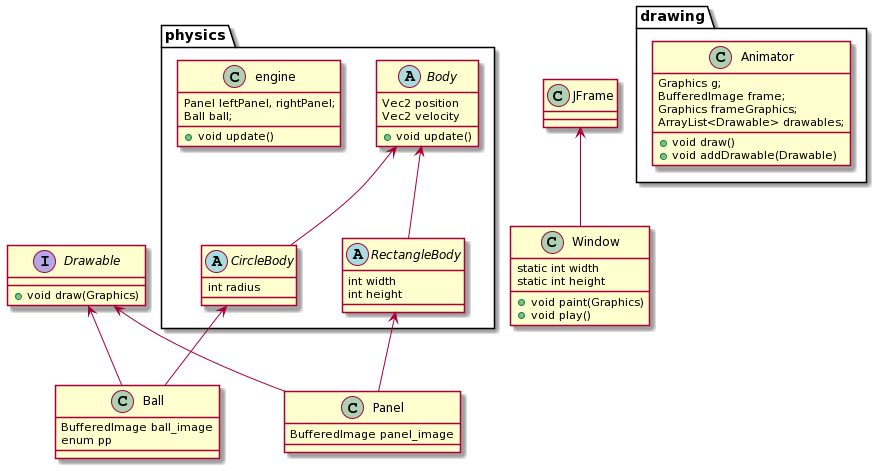 physics
drawing
C engine
Panel leftPanel, rightPanel;
Ball ball;
void update()
A Body
Vec2 position
Vec2 velocity
void update()
C JFrame
C Animator
Graphics g;
BufferedImage frame;
Graphics frameGraphics;
ArrayList<Drawable> drawables;
void draw()
void addDrawable(Drawable)
I Drawable
void draw(Graphics)
A CircleBody
int radius
A RectangleBody
int width
int height
C Window
static int width
static int height
void paint(Graphics)
void play()
C Ball
BufferedImage ball_image
enum pp
C Panel
BufferedImage panel_image